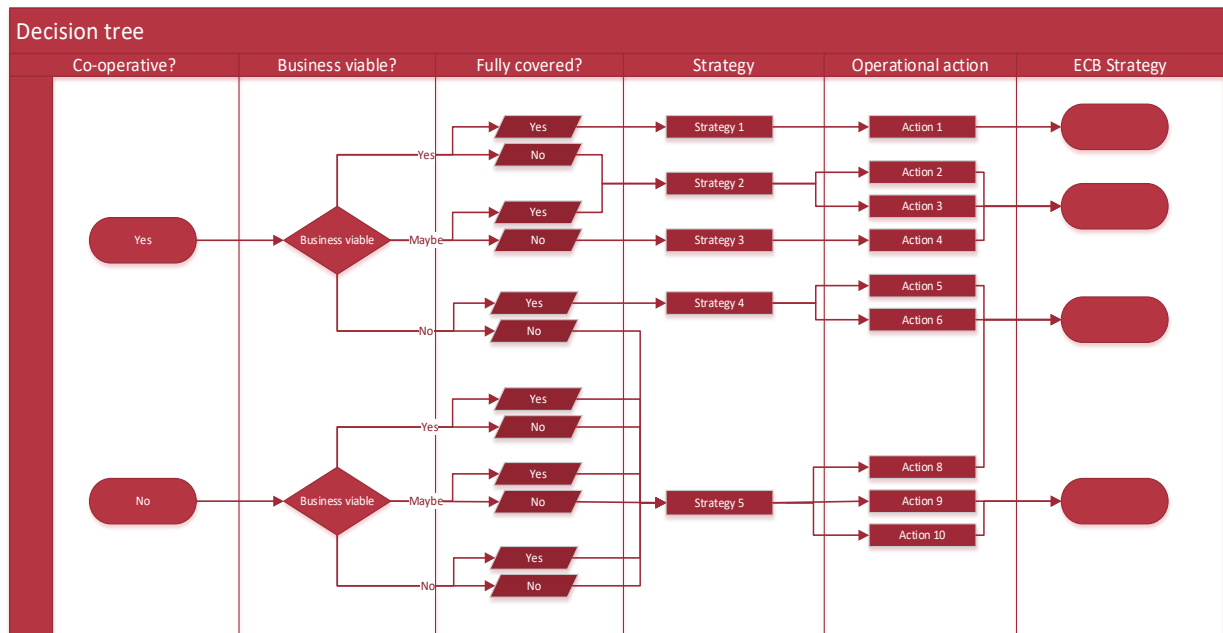 Decision tree
Co-operative? Business viable? Fully covered? Strategy Operational action ECB Strategy
Yes Strategy 1 Action 1
Yes No
Action 2
Strategy 2
Yes Action 3
Yes Business viable Maybe No Strategy 3 Action 4
Action 5
Yes Strategy 4
Action 6
No No
Yes
Yes No
Action 8
Yes
No Business viable Maybe No Strategy 5 Action 9
Action 10
Yes
No No